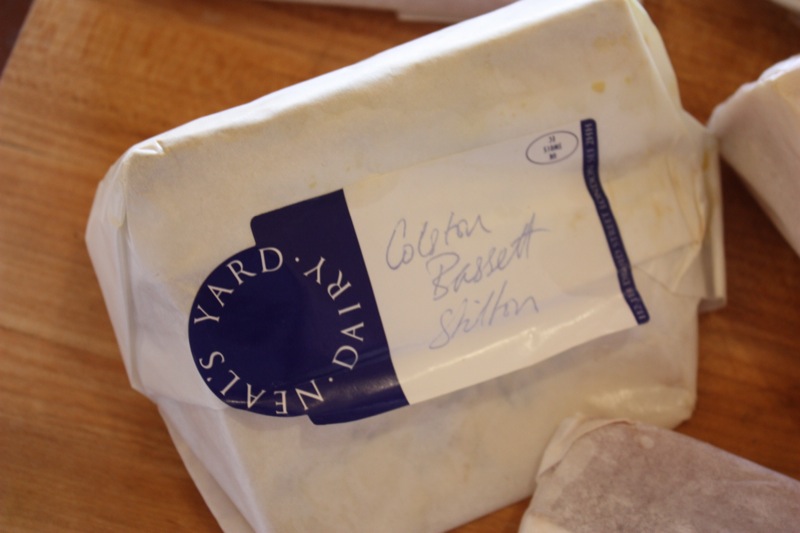 NEAL'S YARD. DAIRY.
Colston
Bassett
Stilton